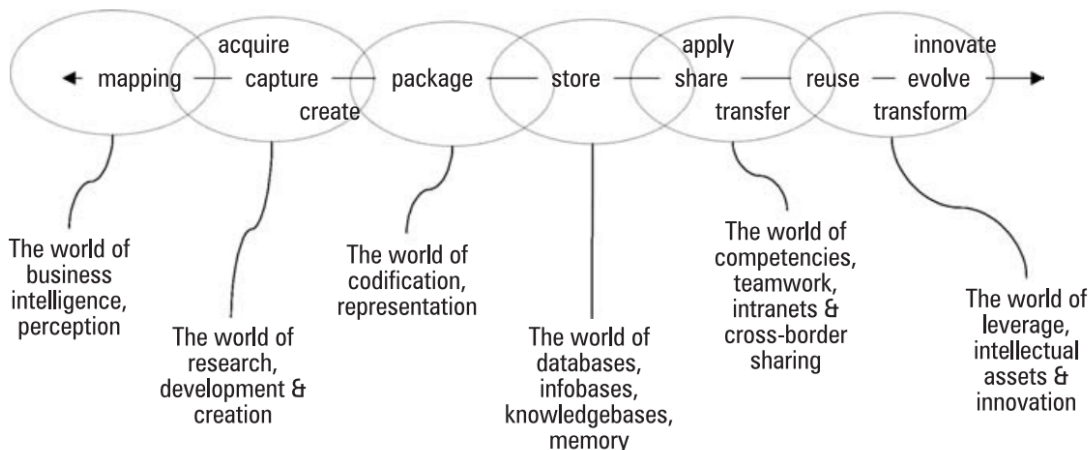 acquire
mapping
capture
create
package
store
apply
share
transfer
reuse
innovate
evolve
transform
The world of
business
intelligence,
perception
The world of
research,
development &
creation
The world of
codification,
representation
The world of
databases,
infobases,
knowledgebases,
memory
The world of
competencies,
teamwork,
intranets &
cross-border
sharing
The world of
leverage,
intellectual
assets &
innovation